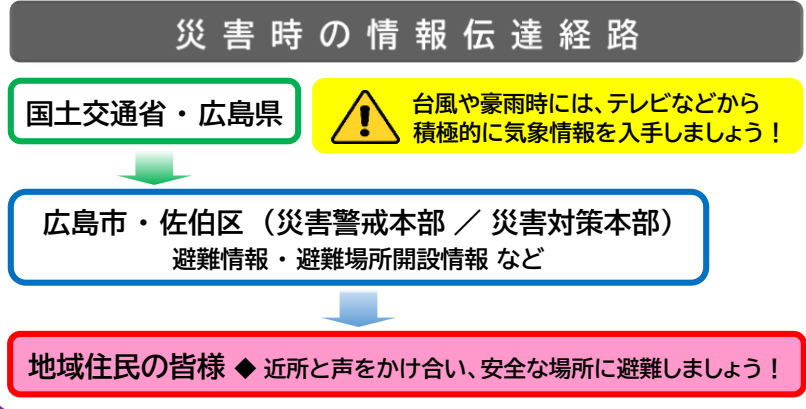 災害時の情報伝達経路
国土交通省・広島県
台風や豪雨時には、テレビなどから
積極的に気象情報を入手しましょう！
広島市・佐伯区（災害警戒本部／災害対策本部）
避難情報・避難場所開設情報 など
地域住民の皆様 ◆ 近所と声をかけ合い、安全な場所に避難しましょう！